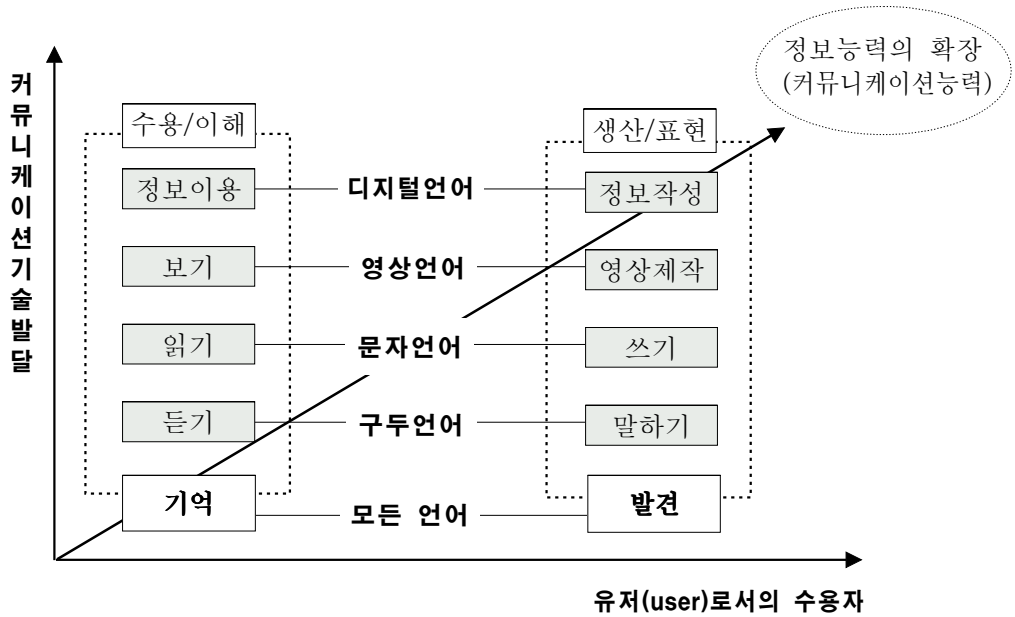 정보능력의 확장
(커뮤니케이션능력)
커뮤니케이션기술발달
수용/이해
생산/표현
정보이용
디지털언어
정보작성
보기
영상언어
영상제작
읽기
문자언어
쓰기
듣기
구두언어
말하기
기억
모든 언어
발견
유저(user)로서의 수용자